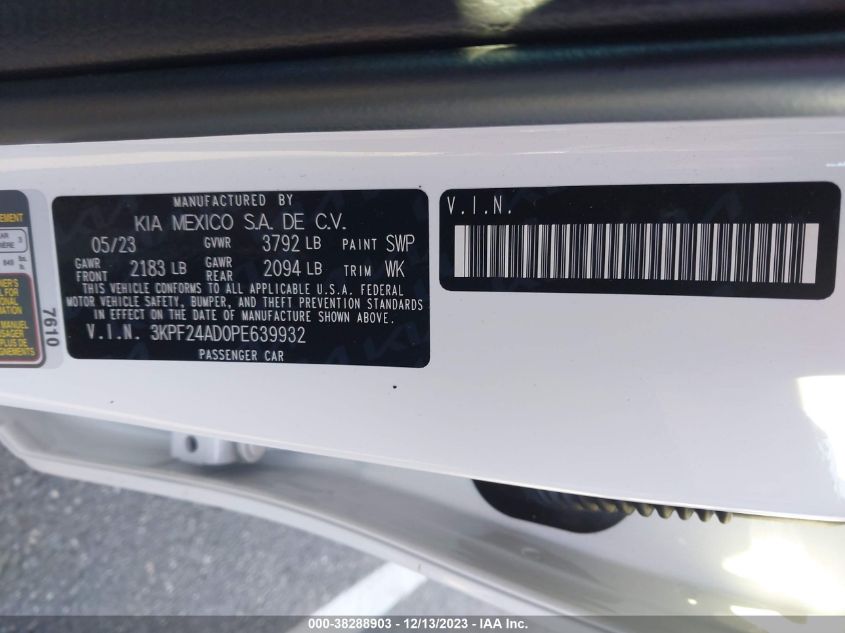 MANUFACTURED BY
KIA MEXICO S.A. DE C.V.
05/23 GVWR 3792 LB PAINT SWP
GAWR FRONT 2183 LB GAWR REAR 2094 LB TRIM WK
THIS VEHICLE CONFORMS TO ALL APPLICABLE U.S.A. FEDERAL
MOTOR VEHICLE SAFETY, BUMPER, AND THEFT PREVENTION STANDARDS
IN EFFECT ON THE DATE OF MANUFACTURE SHOWN ABOVE.
V.I.N. 3KPF24AD0PE639932
PASSENGER CAR
V.I.N.
7610
000-38288903 - 12/13/2023 - IAA Inc.